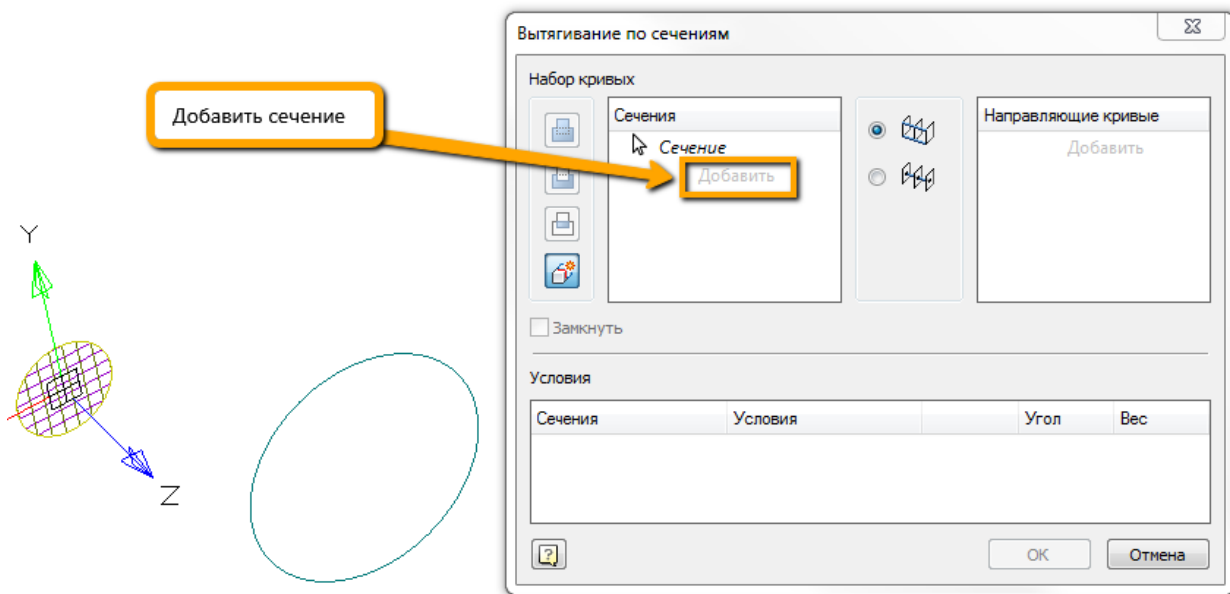 Вытягивание по сечениям
Набор кривых
Добавить сечение
Сечения
Направляющие кривые
Сечение
Добавить
Добавить
Y
Z
Замкнуть
Условия
Сечения Условия Угол Вес
?
ОК Отмена